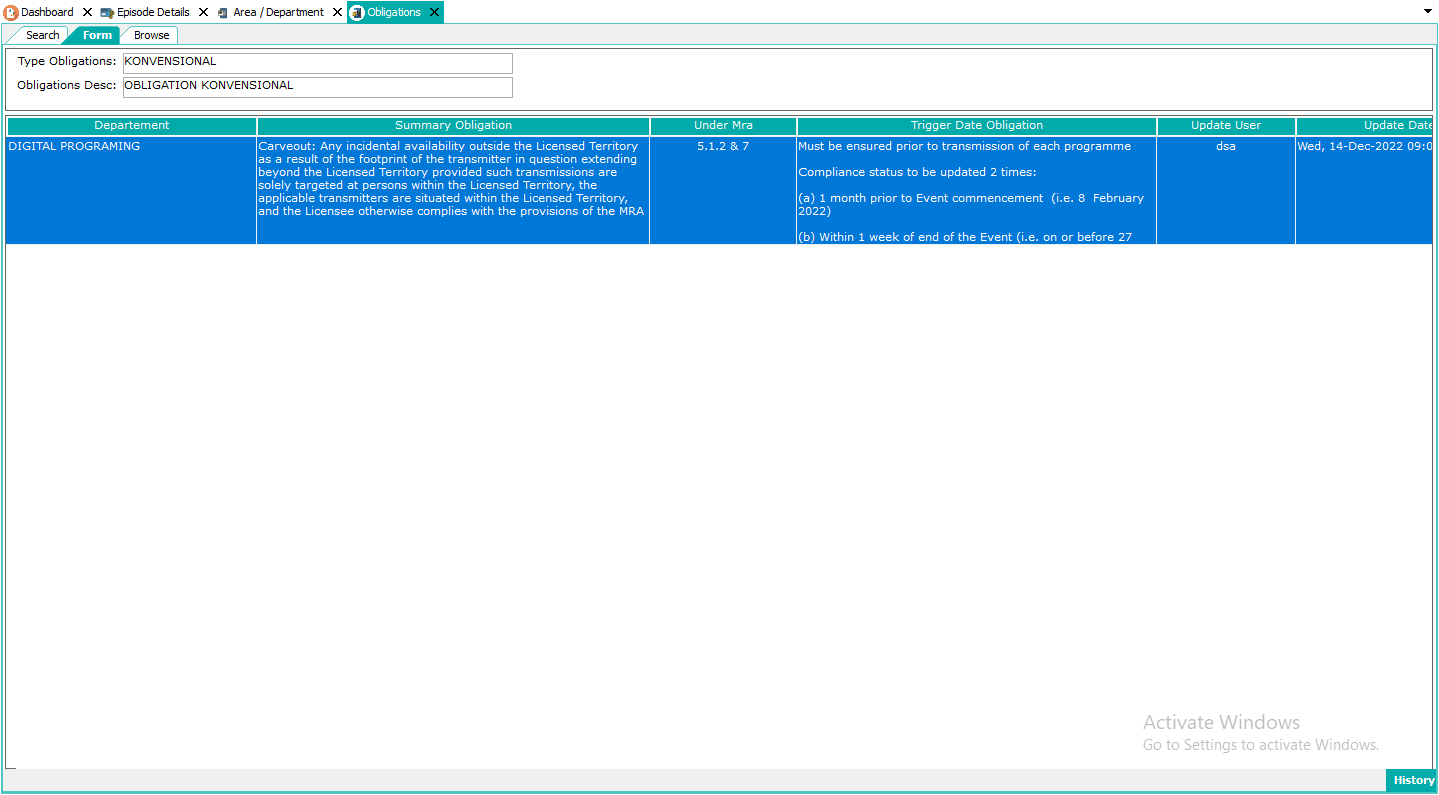 Dashboard Episode Details Area / Department Obligations
Search Form Browse
Type Obligations: KONVENSIONAL
Obligations Desc: OBLIGATION KONVENSIONAL
Departement Summary Obligation Under Mra Trigger Date Obligation Update User Update Date
DIGITAL PROGRAMING
Carveout: Any incidental availability outside the Licensed Territory
as a result of the footprint of the transmitter in question extending
beyond the Licensed Territory provided such transmissions are
solely targeted at persons within the Licensed Territory, the
applicable transmitters are situated within the Licensed Territory,
and the Licensee otherwise complies with the provisions of the MRA
5.1.2 & 7
Must be ensured prior to transmission of each programme
Compliance status to be updated 2 times:
(a) 1 month prior to Event commencement (i.e. 8 February
2022)
(b) Within 1 week of end of the Event (i.e. on or before 27
dsa
Wed, 14-Dec-2022 09:0
Activate Windows
Go to Settings to activate Windows.
History